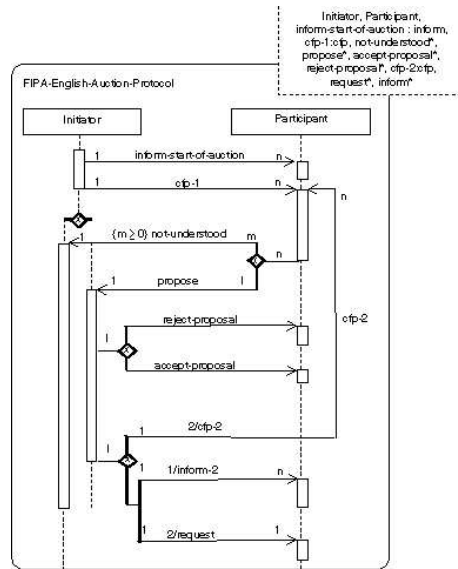 Initiator, Participant,
inform-start-of-auction : inform,
cfp-1:cfp, not-understood*,
propose*, accept-proposal*,
reject-proposal*, cfp-2:cfp,
request*, inform*
FIPA-English-Auction-Protocol
Initiator
Participant
1 inform-start-of-auction n
1 cfp-1 n
n
x
1 {m ≥ 0} not-understood m
x n
1 propose l
cfp-2
reject-proposal
l x
accept-proposal
1 2/cfp-2
l x
1 1/inform-2 n
1 2/request 1